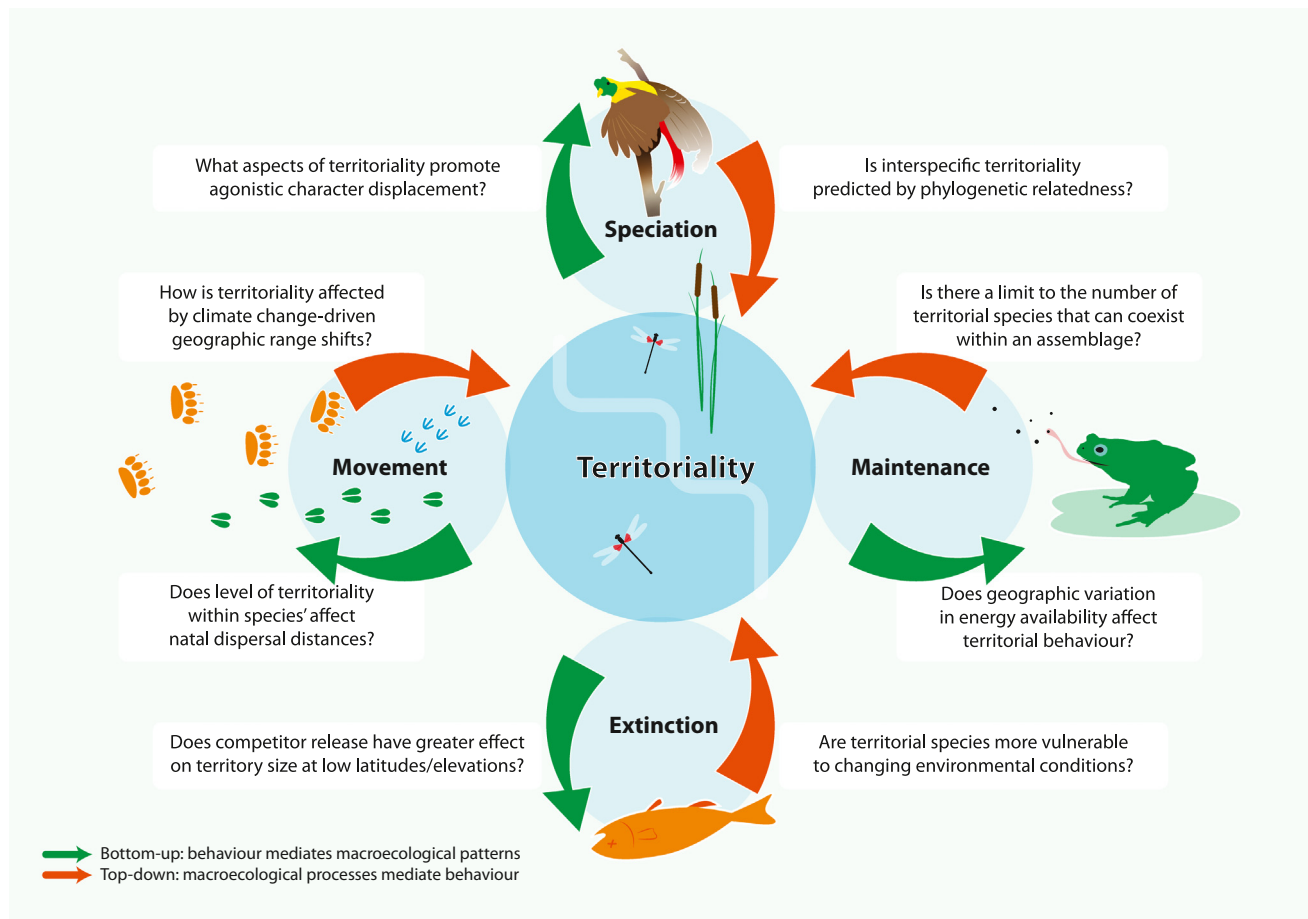 What aspects of territoriality promote
agonistic character displacement?
Is interspecific territoriality
predicted by phylogenetic relatedness?
Speciation
How is territoriality affected
by climate change-driven
geographic range shifts?
Is there a limit to the number of
territorial species that can coexist
within an assemblage?
Movement
Territoriality
Maintenance
Does level of territoriality
within species’ affect
natal dispersal distances?
Does geographic variation
in energy availability affect
territorial behaviour?
Extinction
Does competitor release have greater effect
on territory size at low latitudes/elevations?
Are territorial species more vulnerable
to changing environmental conditions?
Bottom-up: behaviour mediates macroecological patterns
Top-down: macroecological processes mediate behaviour